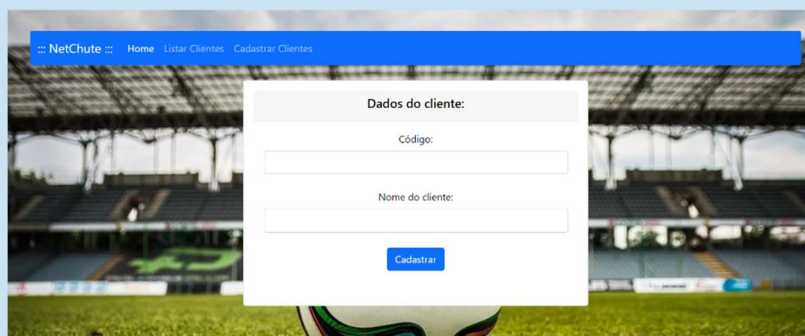 ::: NetChute ::: Home Listar Clientes Cadastrar Clientes
Dados do cliente:
Código:
Nome do cliente:
Cadastrar